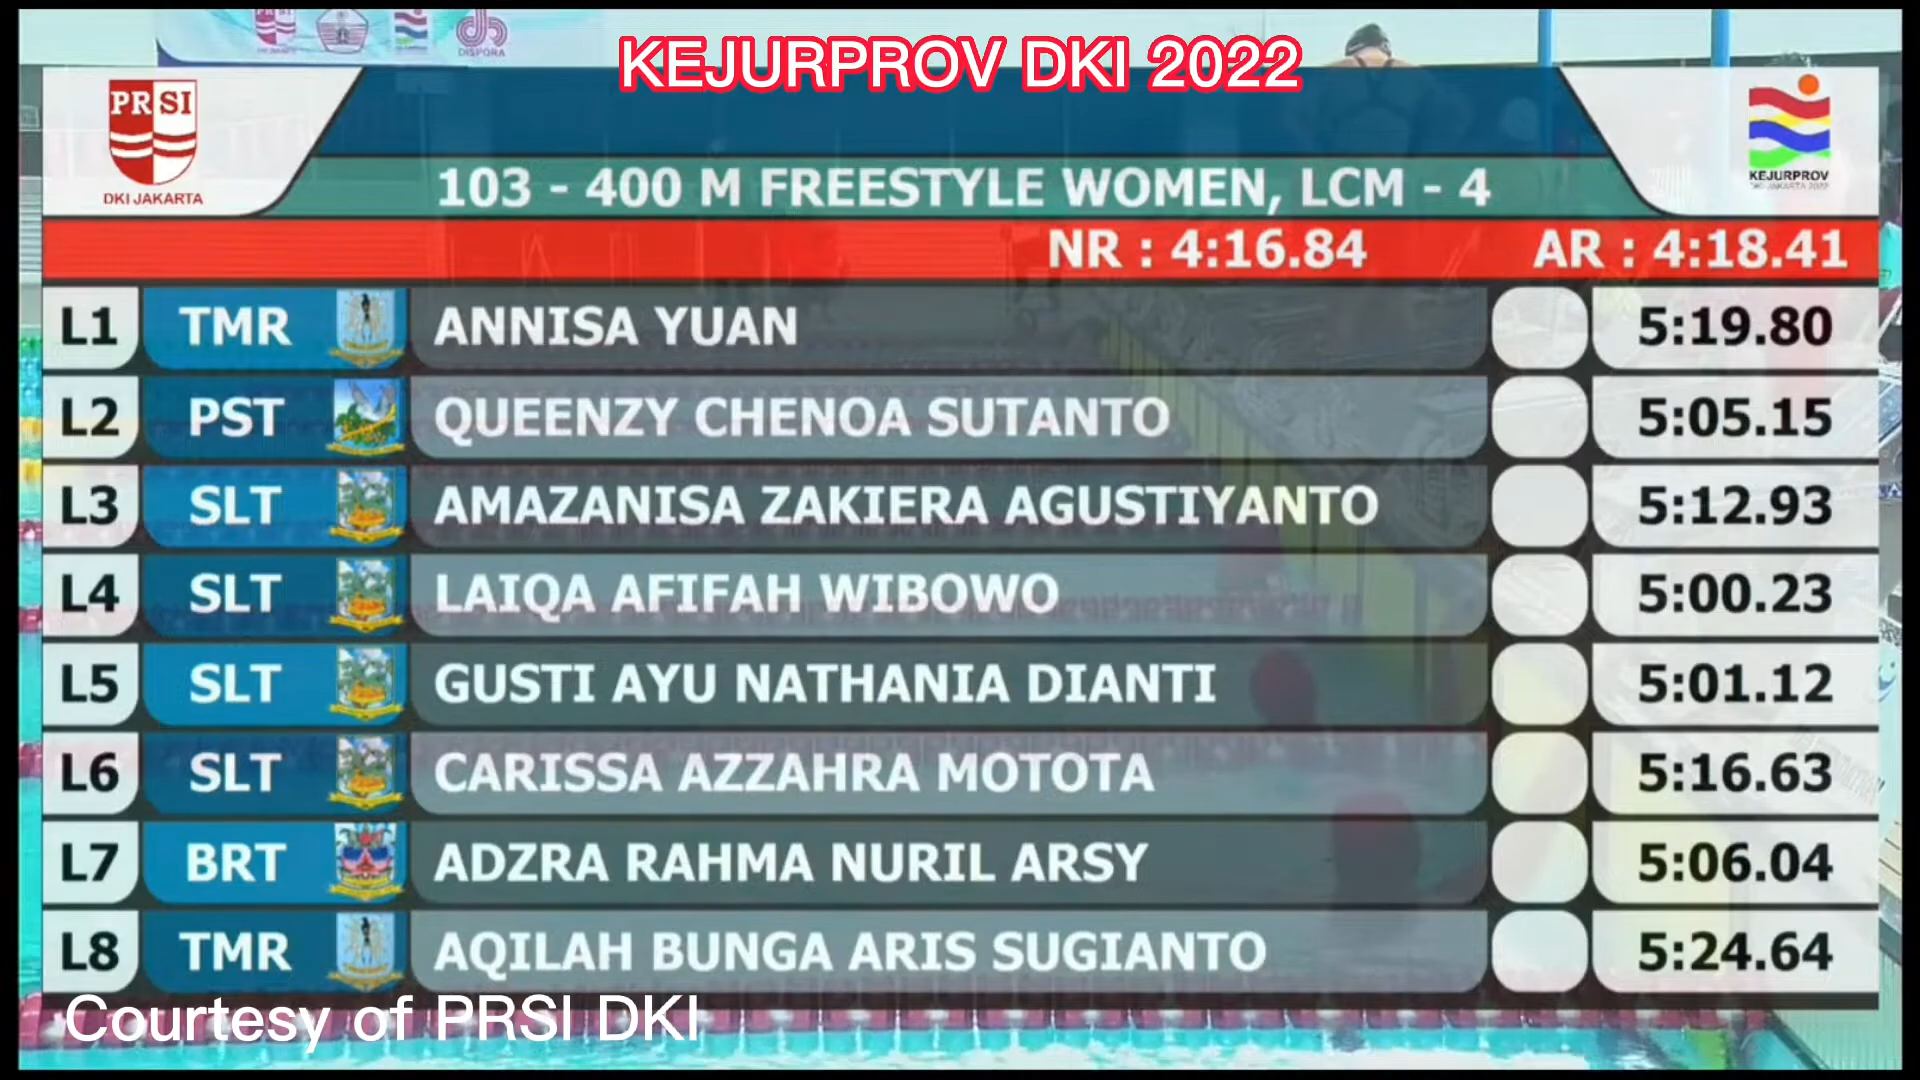 DISPORA
KEJURPROV DKI 2022
PRSI
DKI JAKARTA
KEJURPROV
DKI JAKARTA 2022
103 - 400 M FREESTYLE WOMEN, LCM - 4
NR : 4:16.84 AR : 4:18.41
L1 TMR ANNISA YUAN 5:19.80
L2 PST QUEENZY CHENOA SUTANTO 5:05.15
L3 SLT AMAZANISA ZAKIERA AGUSTIYANTO 5:12.93
L4 SLT LAIQA AFIFAH WIBOWO 5:00.23
L5 SLT GUSTI AYU NATHANIA DIANTI 5:01.12
L6 SLT CARISSA AZZAHRA MOTOTA 5:16.63
L7 BRT ADZRA RAHMA NURIL ARSY 5:06.04
L8 TMR AQILAH BUNGA ARIS SUGIANTO 5:24.64
Courtesy of PRSI DKI